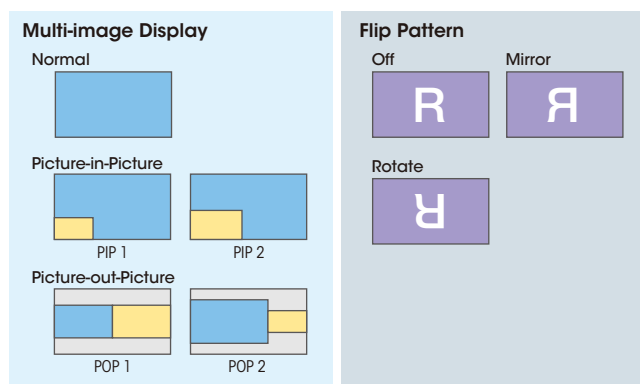 Multi-image Display
Normal
Picture-in-Picture
PIP 1
PIP 2
Picture-out-Picture
POP 1
POP 2
Flip Pattern
Off
Mirror
R
Я
Rotate
ᴚ